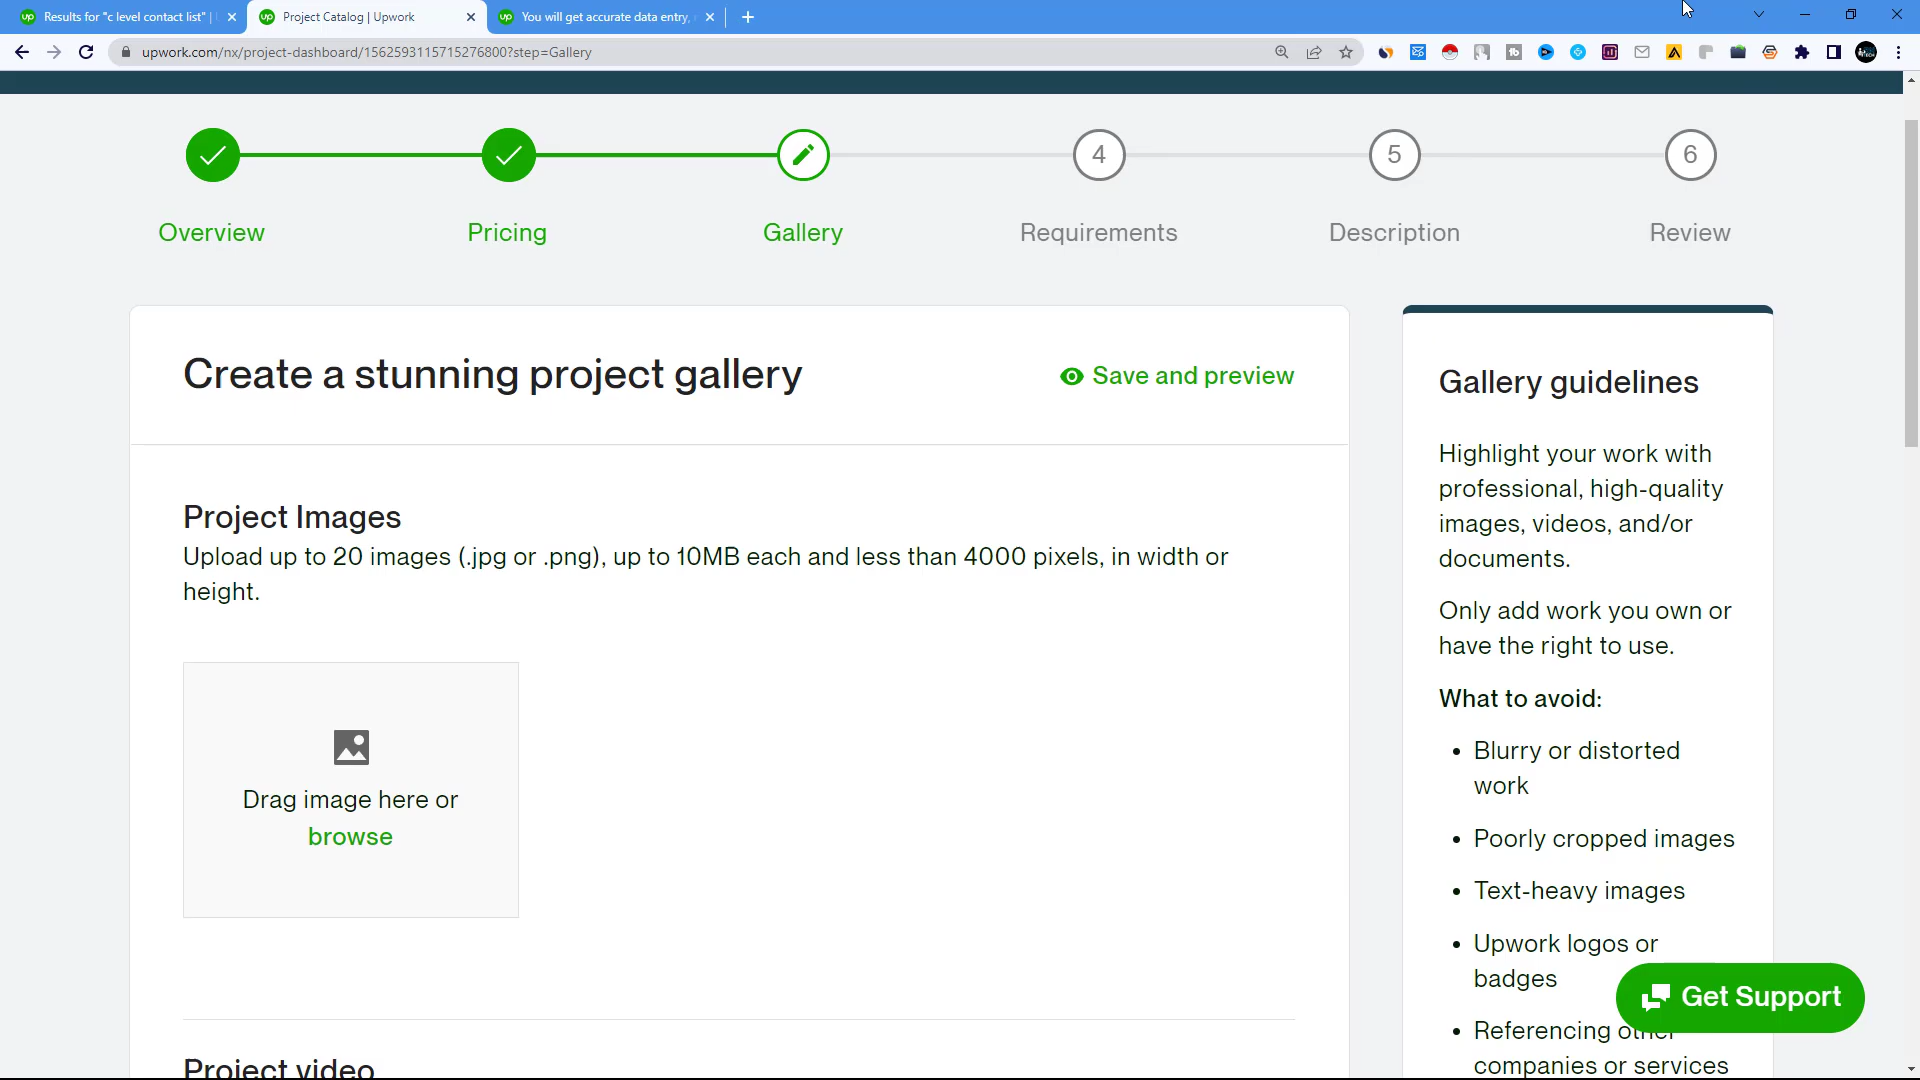 Results for "c level contact list" |
Project Catalog | Upwork
You will get accurate data entry,
upwork.com/nx/project-dashboard/1562593115715276800?step=Gallery
4
5
6
Overview
Pricing
Gallery
Requirements
Description
Review
Create a stunning project gallery
Save and preview
Project Images
Upload up to 20 images (.jpg or .png), up to 10MB each and less than 4000 pixels, in width or
height.
Drag image here or
browse
Project video
Gallery guidelines
Highlight your work with
professional, high-quality
images, videos, and/or
documents.
Only add work you own or
have the right to use.
What to avoid:
• Blurry or distorted
work
• Poorly cropped images
• Text-heavy images
• Upwork logos or
badges
• Referencing other
companies or services
Get Support